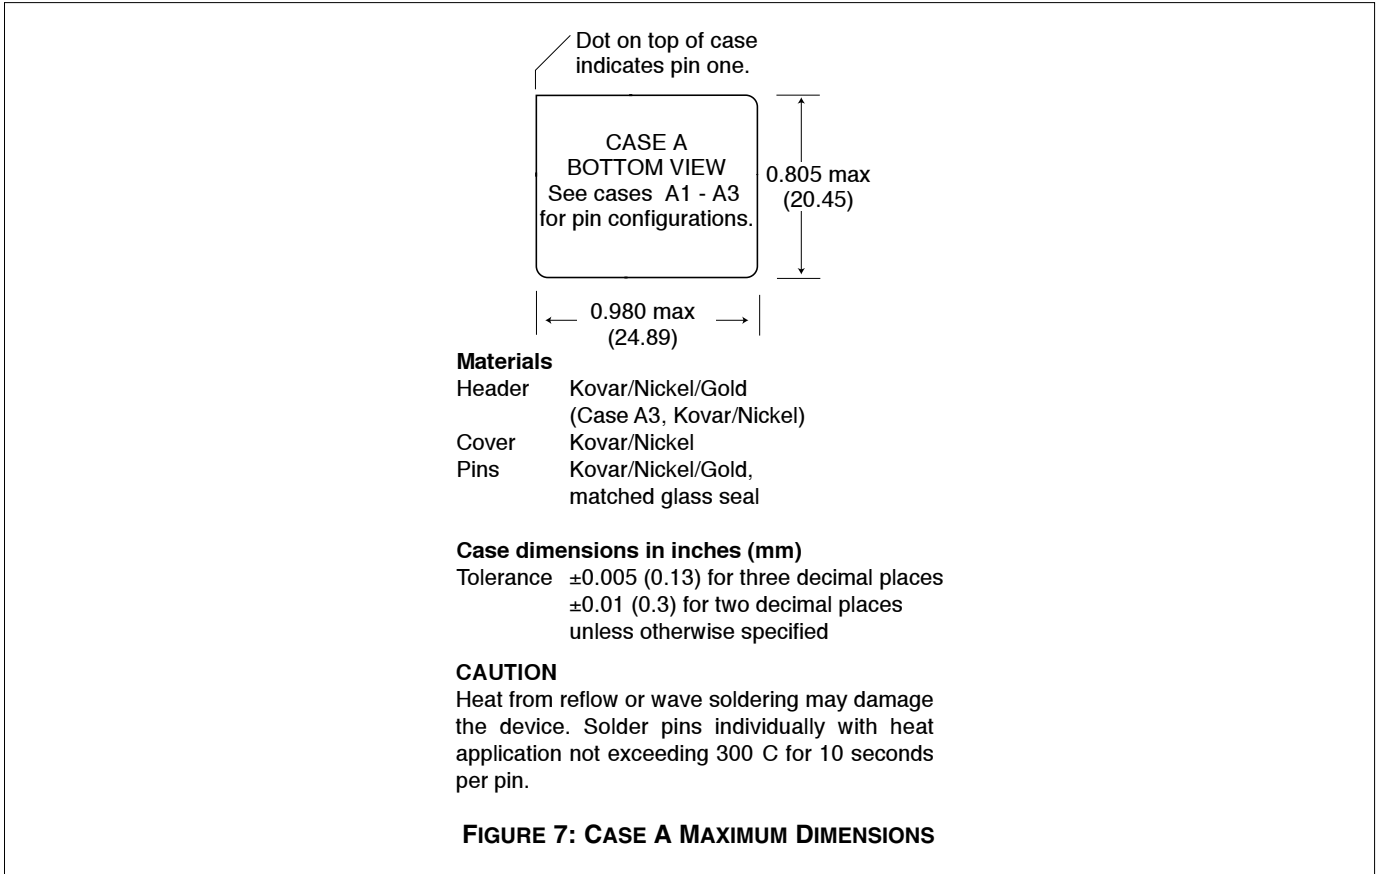 Dot on top of case
indicates pin one.
CASE A
BOTTOM VIEW
See cases A1 - A3
for pin configurations.
0.805 max
(20.45)
0.980 max
(24.89)
Materials
Header Kovar/Nickel/Gold
(Case A3, Kovar/Nickel)
Cover Kovar/Nickel
Pins Kovar/Nickel/Gold,
matched glass seal
Case dimensions in inches (mm)
Tolerance ±0.005 (0.13) for three decimal places
±0.01 (0.3) for two decimal places
unless otherwise specified
CAUTION
Heat from reflow or wave soldering may damage
the device. Solder pins individually with heat
application not exceeding 300 C for 10 seconds
per pin.
FIGURE 7: CASE A MAXIMUM DIMENSIONS